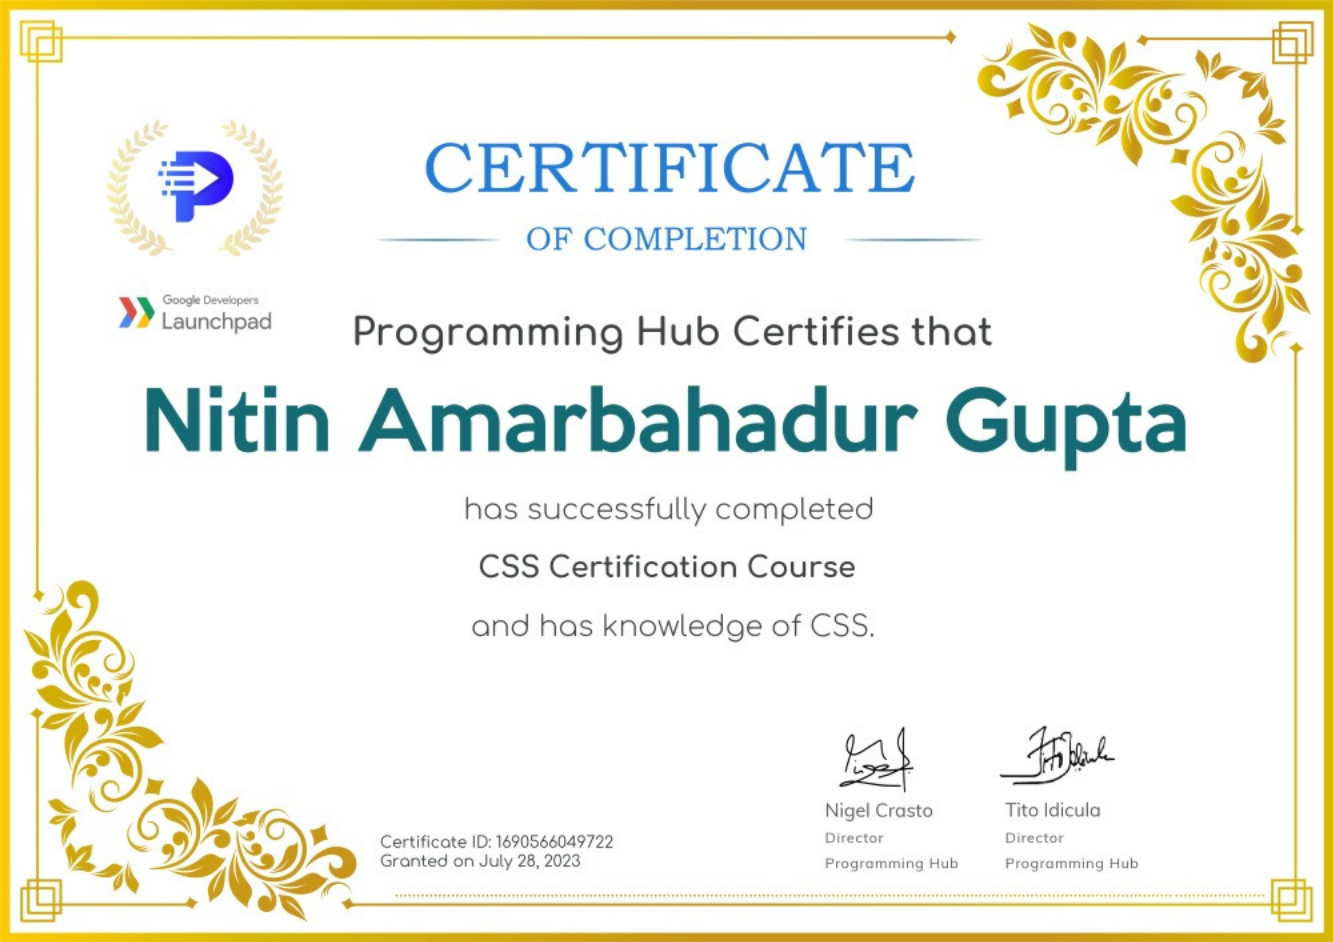 CERTIFICATE
OF COMPLETION
Google Developers
Launchpad
Programming Hub Certifies that
Nitin Amarbahadur Gupta
has successfully completed
CSS Certification Course
and has knowledge of CSS.
Nigel Crasto
Director
Programming Hub
Tito Idicula
Director
Programming Hub
Certificate ID: 1690566049722
Granted on July 28, 2023